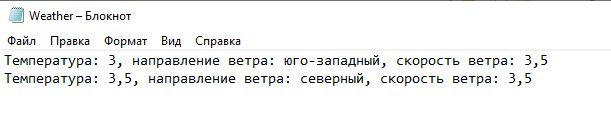 Weather – Блокнот
Файл Правка Формат Вид Справка
Температура: 3, направление ветра: юго-западный, скорость ветра: 3,5
Температура: 3,5, направление ветра: северный, скорость ветра: 3,5